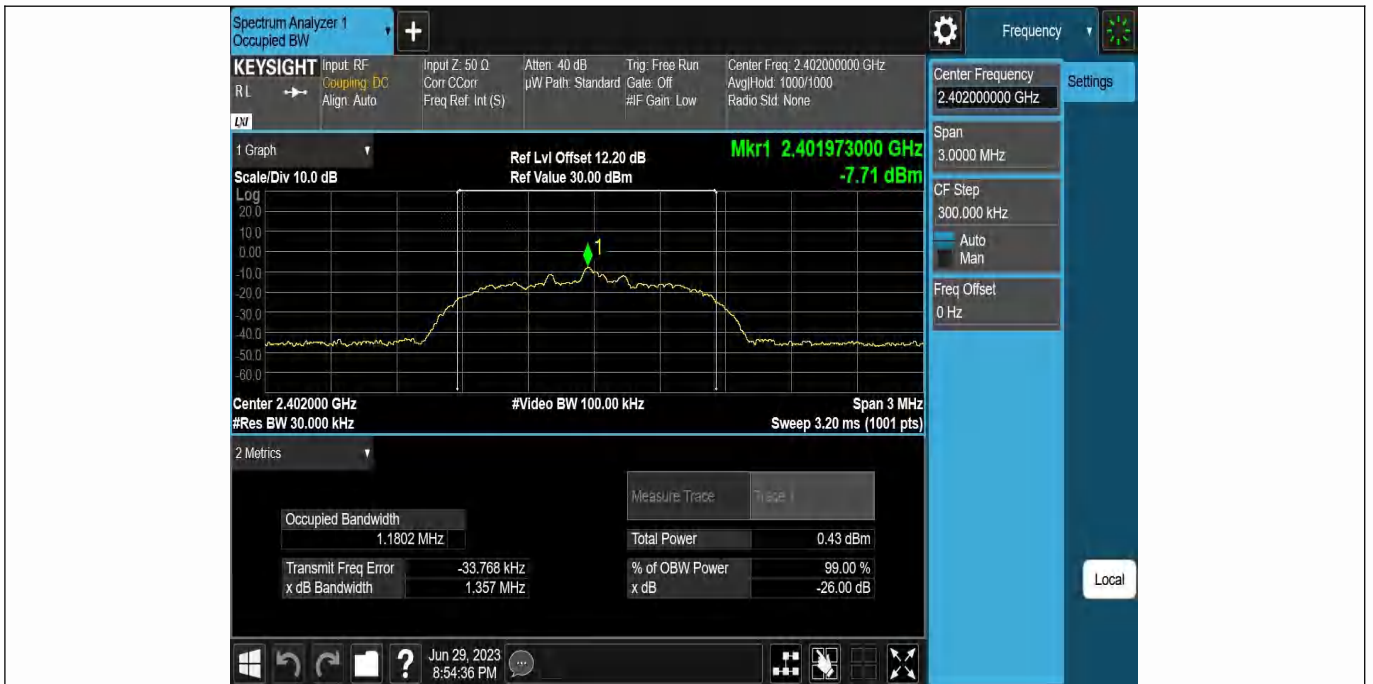 Spectrum Analyzer 1
Occupied BW
+
Frequency
KEYSIGHT
R L
LXI
Input: RF
Coupling: DC
Align: Auto
Input Z: 50 Ω
Corr CCorr
Freq Ref: Int (S)
Atten: 40 dB
µW Path: Standard
Trig: Free Run
Gate: Off
#IF Gain: Low
Center Freq: 2.402000000 GHz
Avg|Hold: 1000/1000
Radio Std: None
Center Frequency
2.402000000 GHz
Settings
Span
3.0000 MHz
CF Step
300.000 kHz
Auto
Man
Freq Offset
0 Hz
Local
1 Graph
Scale/Div 10.0 dB
Ref Lvl Offset 12.20 dB
Ref Value 30.00 dBm
Mkr1 2.401973000 GHz
-7.71 dBm
Log
20.0
10.0
0.00
-10.0
-20.0
-30.0
-40.0
-50.0
-60.0
1
Center 2.402000 GHz
#Video BW 100.00 kHz
Span 3 MHz
#Res BW 30.000 kHz
Sweep 3.20 ms (1001 pts)
2 Metrics
Measure Trace Trace 1
Occupied Bandwidth
1.1802 MHz
Total Power 0.43 dBm
Transmit Freq Error -33.768 kHz
% of OBW Power 99.00 %
x dB Bandwidth 1.357 MHz
x dB -26.00 dB
?
Jun 29, 2023
8:54:36 PM